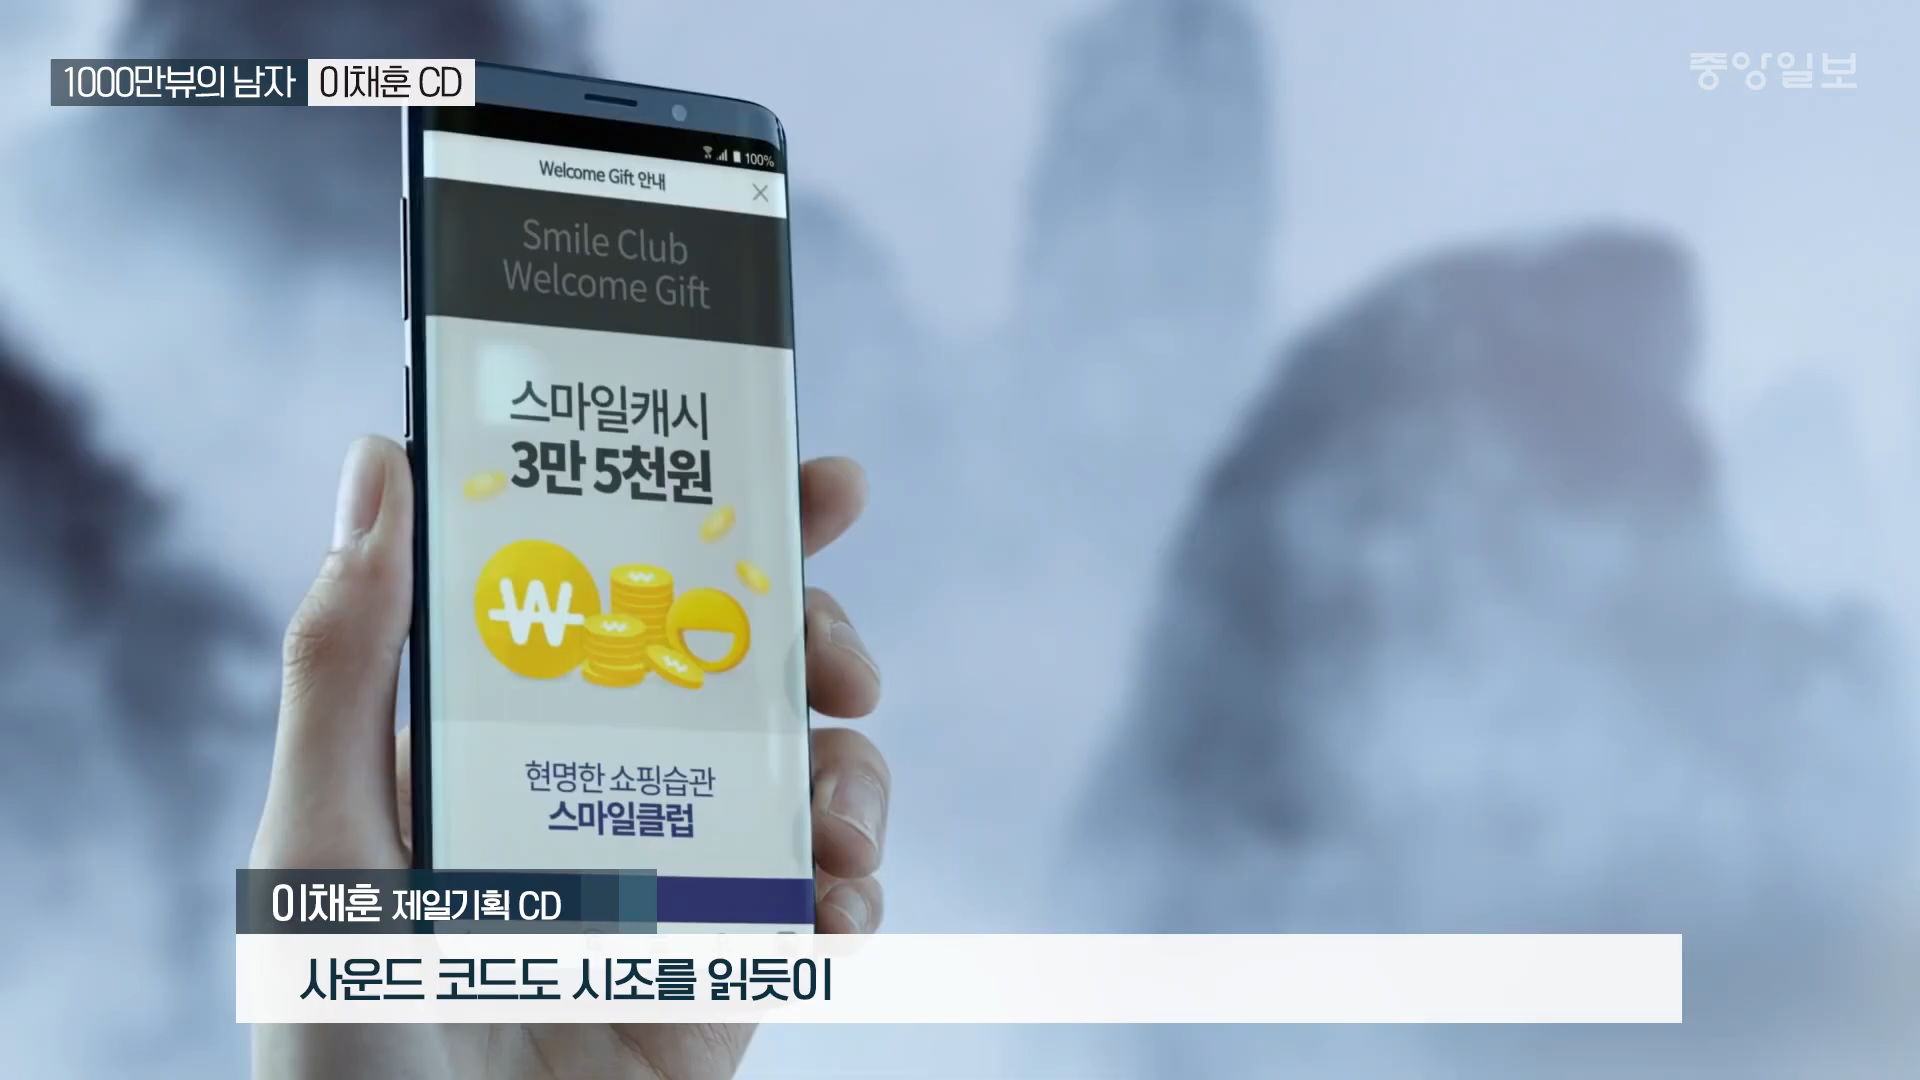 1000만뷰의 남자 이채훈 CD
중앙일보
100%
Welcome Gift 안내
Smile Club
Welcome Gift
스마일캐시
3만 5천원
₩
현명한 쇼핑습관
스마일클럽
이채훈 제일기획 CD
사운드 코드도 시조를 읽듯이